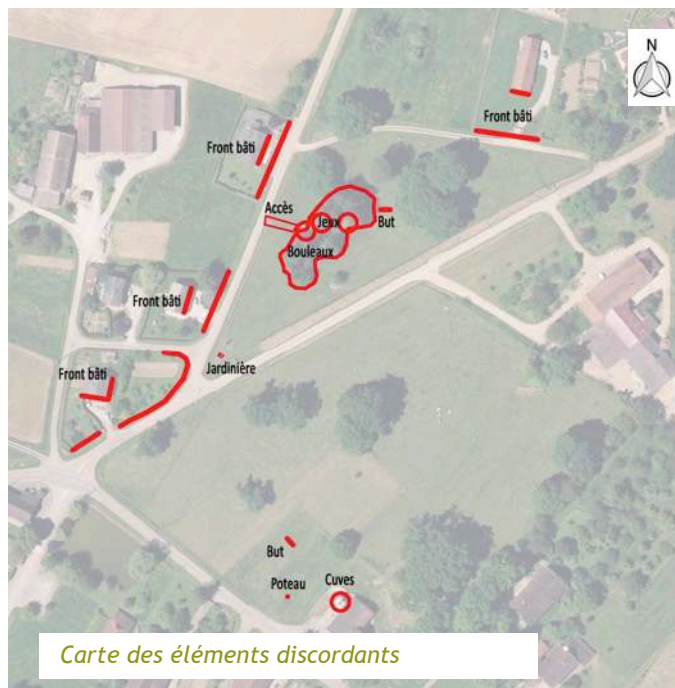 N
Front bâti
Front bâti
Accès
Jeux
But
Bouleaux
Front bâti
Jardinière
Front bâti
But
Poteau
Cuves
Carte des éléments discordants